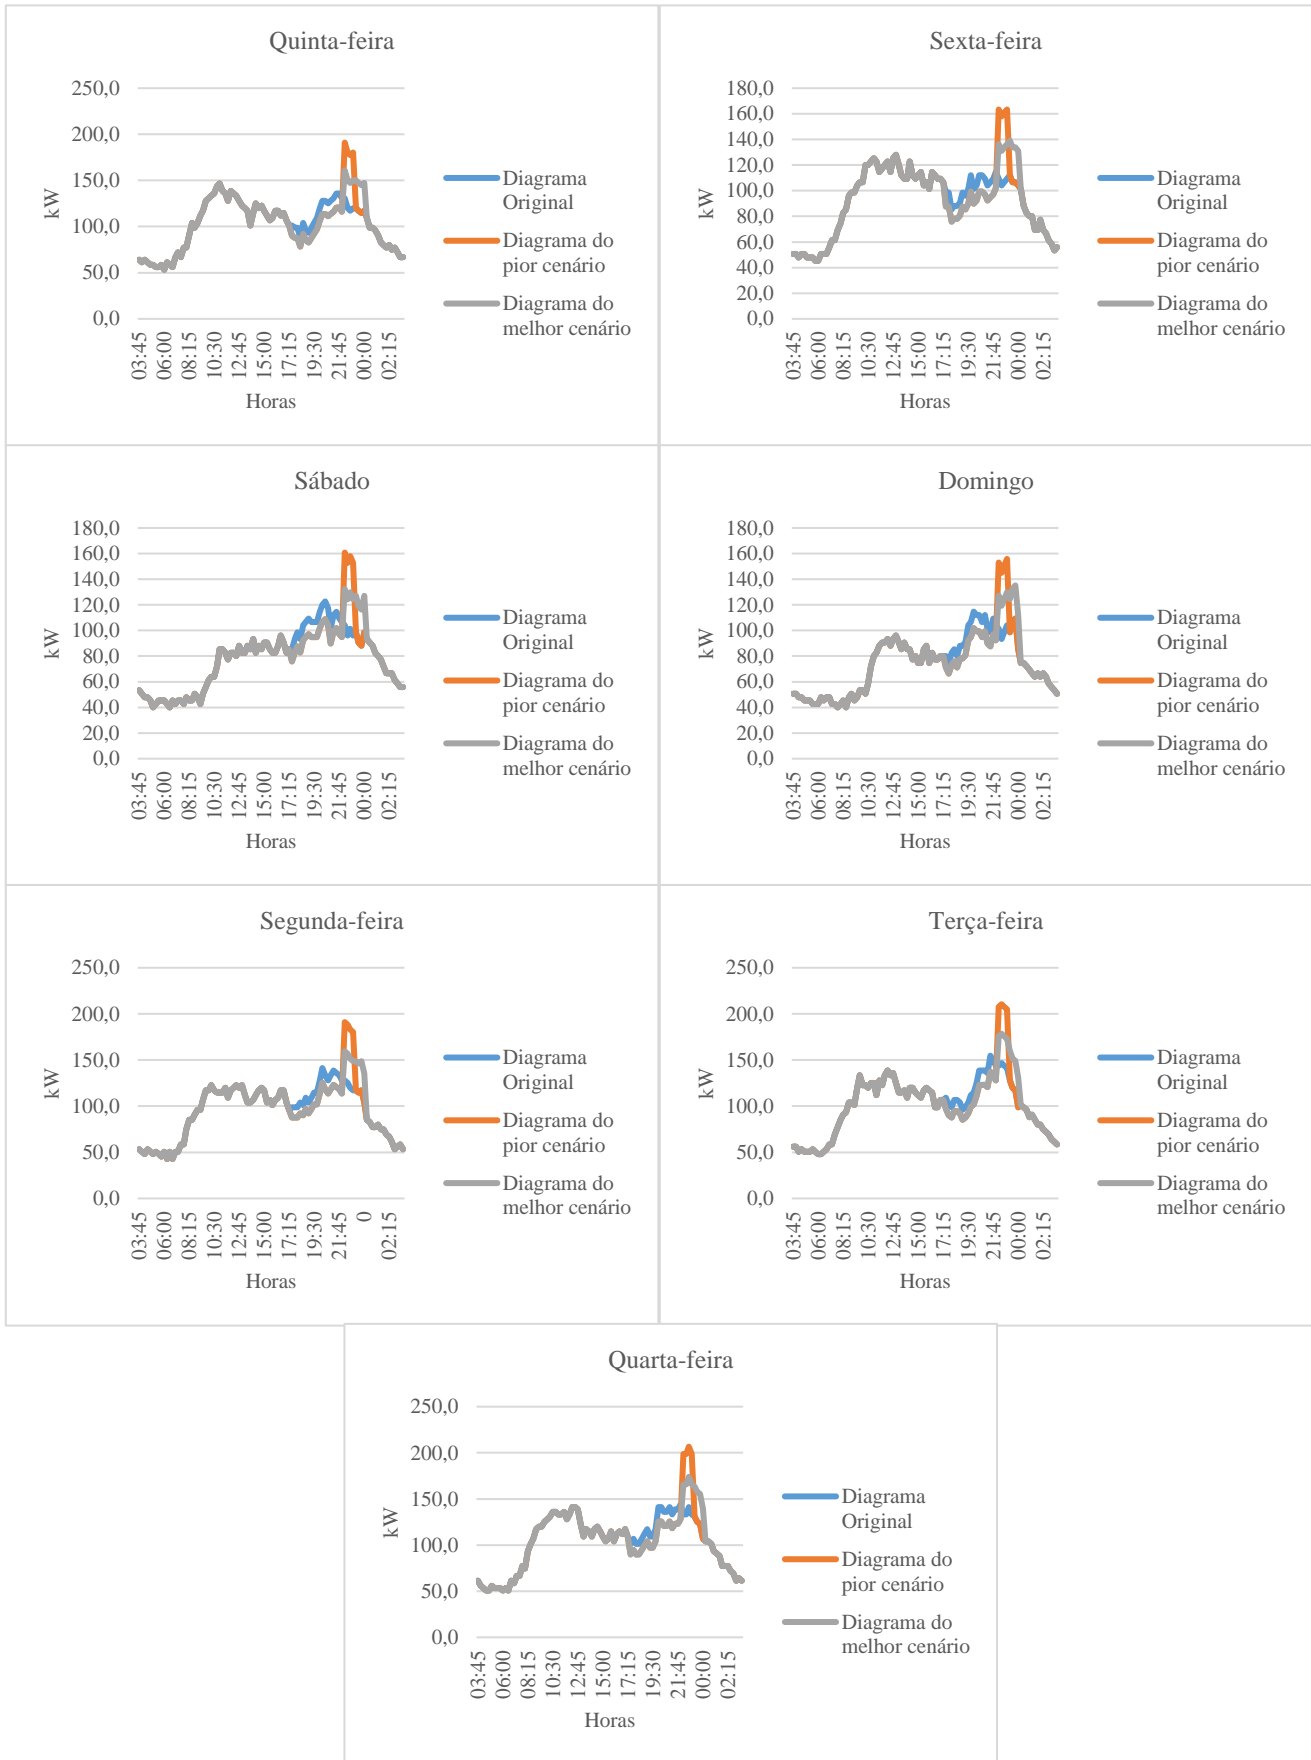 Quinta-feira
250,0
200,0
150,0
100,0
50,0
0,0
kW
03:45
06:00
08:15
10:30
12:45
15:00
17:15
19:30
21:45
00:00
02:15
Horas
Diagrama
Original
Diagrama do
pior cenário
Diagrama do
melhor cenário
Sexta-feira
180,0
160,0
140,0
120,0
100,0
80,0
60,0
40,0
20,0
0,0
kW
03:45
06:00
08:15
10:30
12:45
15:00
17:15
19:30
21:45
00:00
02:15
Horas
Diagrama
Original
Diagrama do
pior cenário
Diagrama do
melhor cenário
Sábado
180,0
160,0
140,0
120,0
100,0
80,0
60,0
40,0
20,0
0,0
kW
03:45
06:00
08:15
10:30
12:45
15:00
17:15
19:30
21:45
00:00
02:15
Horas
Diagrama
Original
Diagrama do
pior cenário
Diagrama do
melhor cenário
Domingo
180,0
160,0
140,0
120,0
100,0
80,0
60,0
40,0
20,0
0,0
kW
03:45
06:00
08:15
10:30
12:45
15:00
17:15
19:30
21:45
00:00
02:15
Horas
Diagrama
Original
Diagrama do
pior cenário
Diagrama do
melhor cenário
Segunda-feira
250,0
200,0
150,0
100,0
50,0
0,0
kW
03:45
06:00
08:15
10:30
12:45
15:00
17:15
19:30
21:45
0
02:15
Horas
Diagrama
Original
Diagrama do
pior cenário
Diagrama do
melhor cenário
Terça-feira
250,0
200,0
150,0
100,0
50,0
0,0
kW
03:45
06:00
08:15
10:30
12:45
15:00
17:15
19:30
21:45
00:00
02:15
Horas
Diagrama
Original
Diagrama do
pior cenário
Diagrama do
melhor cenário
Quarta-feira
250,0
200,0
150,0
100,0
50,0
0,0
kW
03:45
06:00
08:15
10:30
12:45
15:00
17:15
19:30
21:45
00:00
02:15
Horas
Diagrama
Original
Diagrama do
pior cenário
Diagrama do
melhor cenário